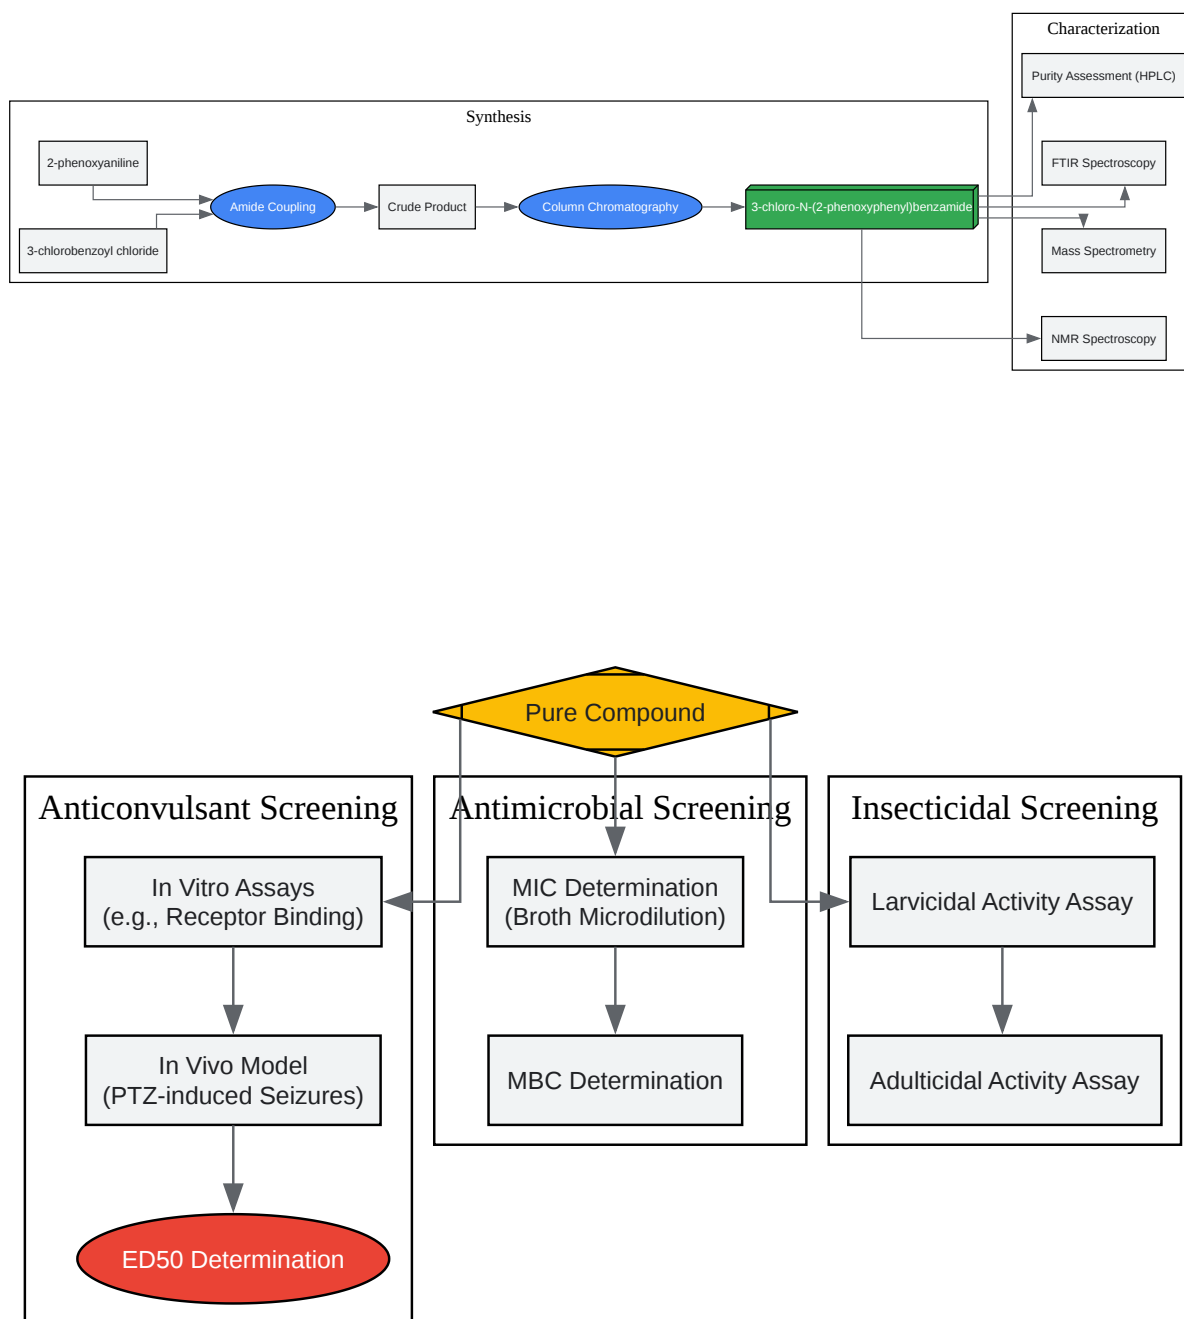 Characterization
Purity Assessment (HPLC)
Synthesis
2-phenoxyaniline
FTIR Spectroscopy
Amide Coupling
Crude Product
Column Chromatography
3-chloro-N-(2-phenoxyphenyl)benzamide
3-chlorobenzoyl chloride
Mass Spectrometry
NMR Spectroscopy
Pure Compound
Anticonvulsant Screening
In Vitro Assays
(e.g., Receptor Binding)
In Vivo Model
(PTZ-induced Seizures)
ED50 Determination
Antimicrobial Screening
MIC Determination
(Broth Microdilution)
MBC Determination
Insecticidal Screening
Larvicidal Activity Assay
Adulticidal Activity Assay